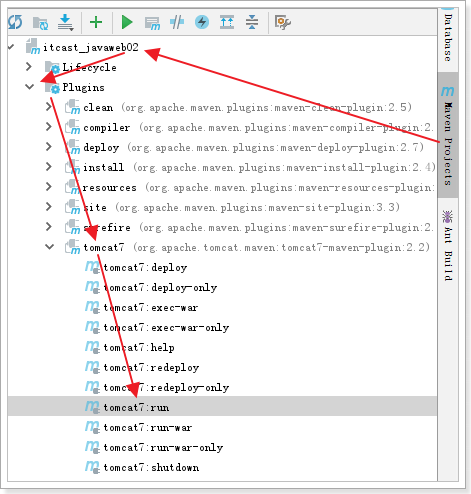 itcast_javaweb02
Lifecycle
Plugins
clean (org.apache.maven.plugins:maven-clean-plugin:2.5)
compiler (org.apache.maven.plugins:maven-compiler-plugin:2.
deploy (org.apache.maven.plugins:maven-deploy-plugin:2.7)
install (org.apache.maven.plugins:maven-install-plugin:2.4)
resources (org.apache.maven.plugins:maven-resources-plugin:
site (org.apache.maven.plugins:maven-site-plugin:3.3)
surefire (org.apache.maven.plugins:maven-surefire-plugin:2.
tomcat7 (org.apache.tomcat.maven:tomcat7-maven-plugin:2.2)
tomcat7:deploy
tomcat7:deploy-only
tomcat7:exec-war
tomcat7:exec-war-only
tomcat7:help
tomcat7:redeploy
tomcat7:redeploy-only
tomcat7:run
tomcat7:run-war
tomcat7:run-war-only
tomcat7:shutdown
Database
Maven Projects
Ant Build